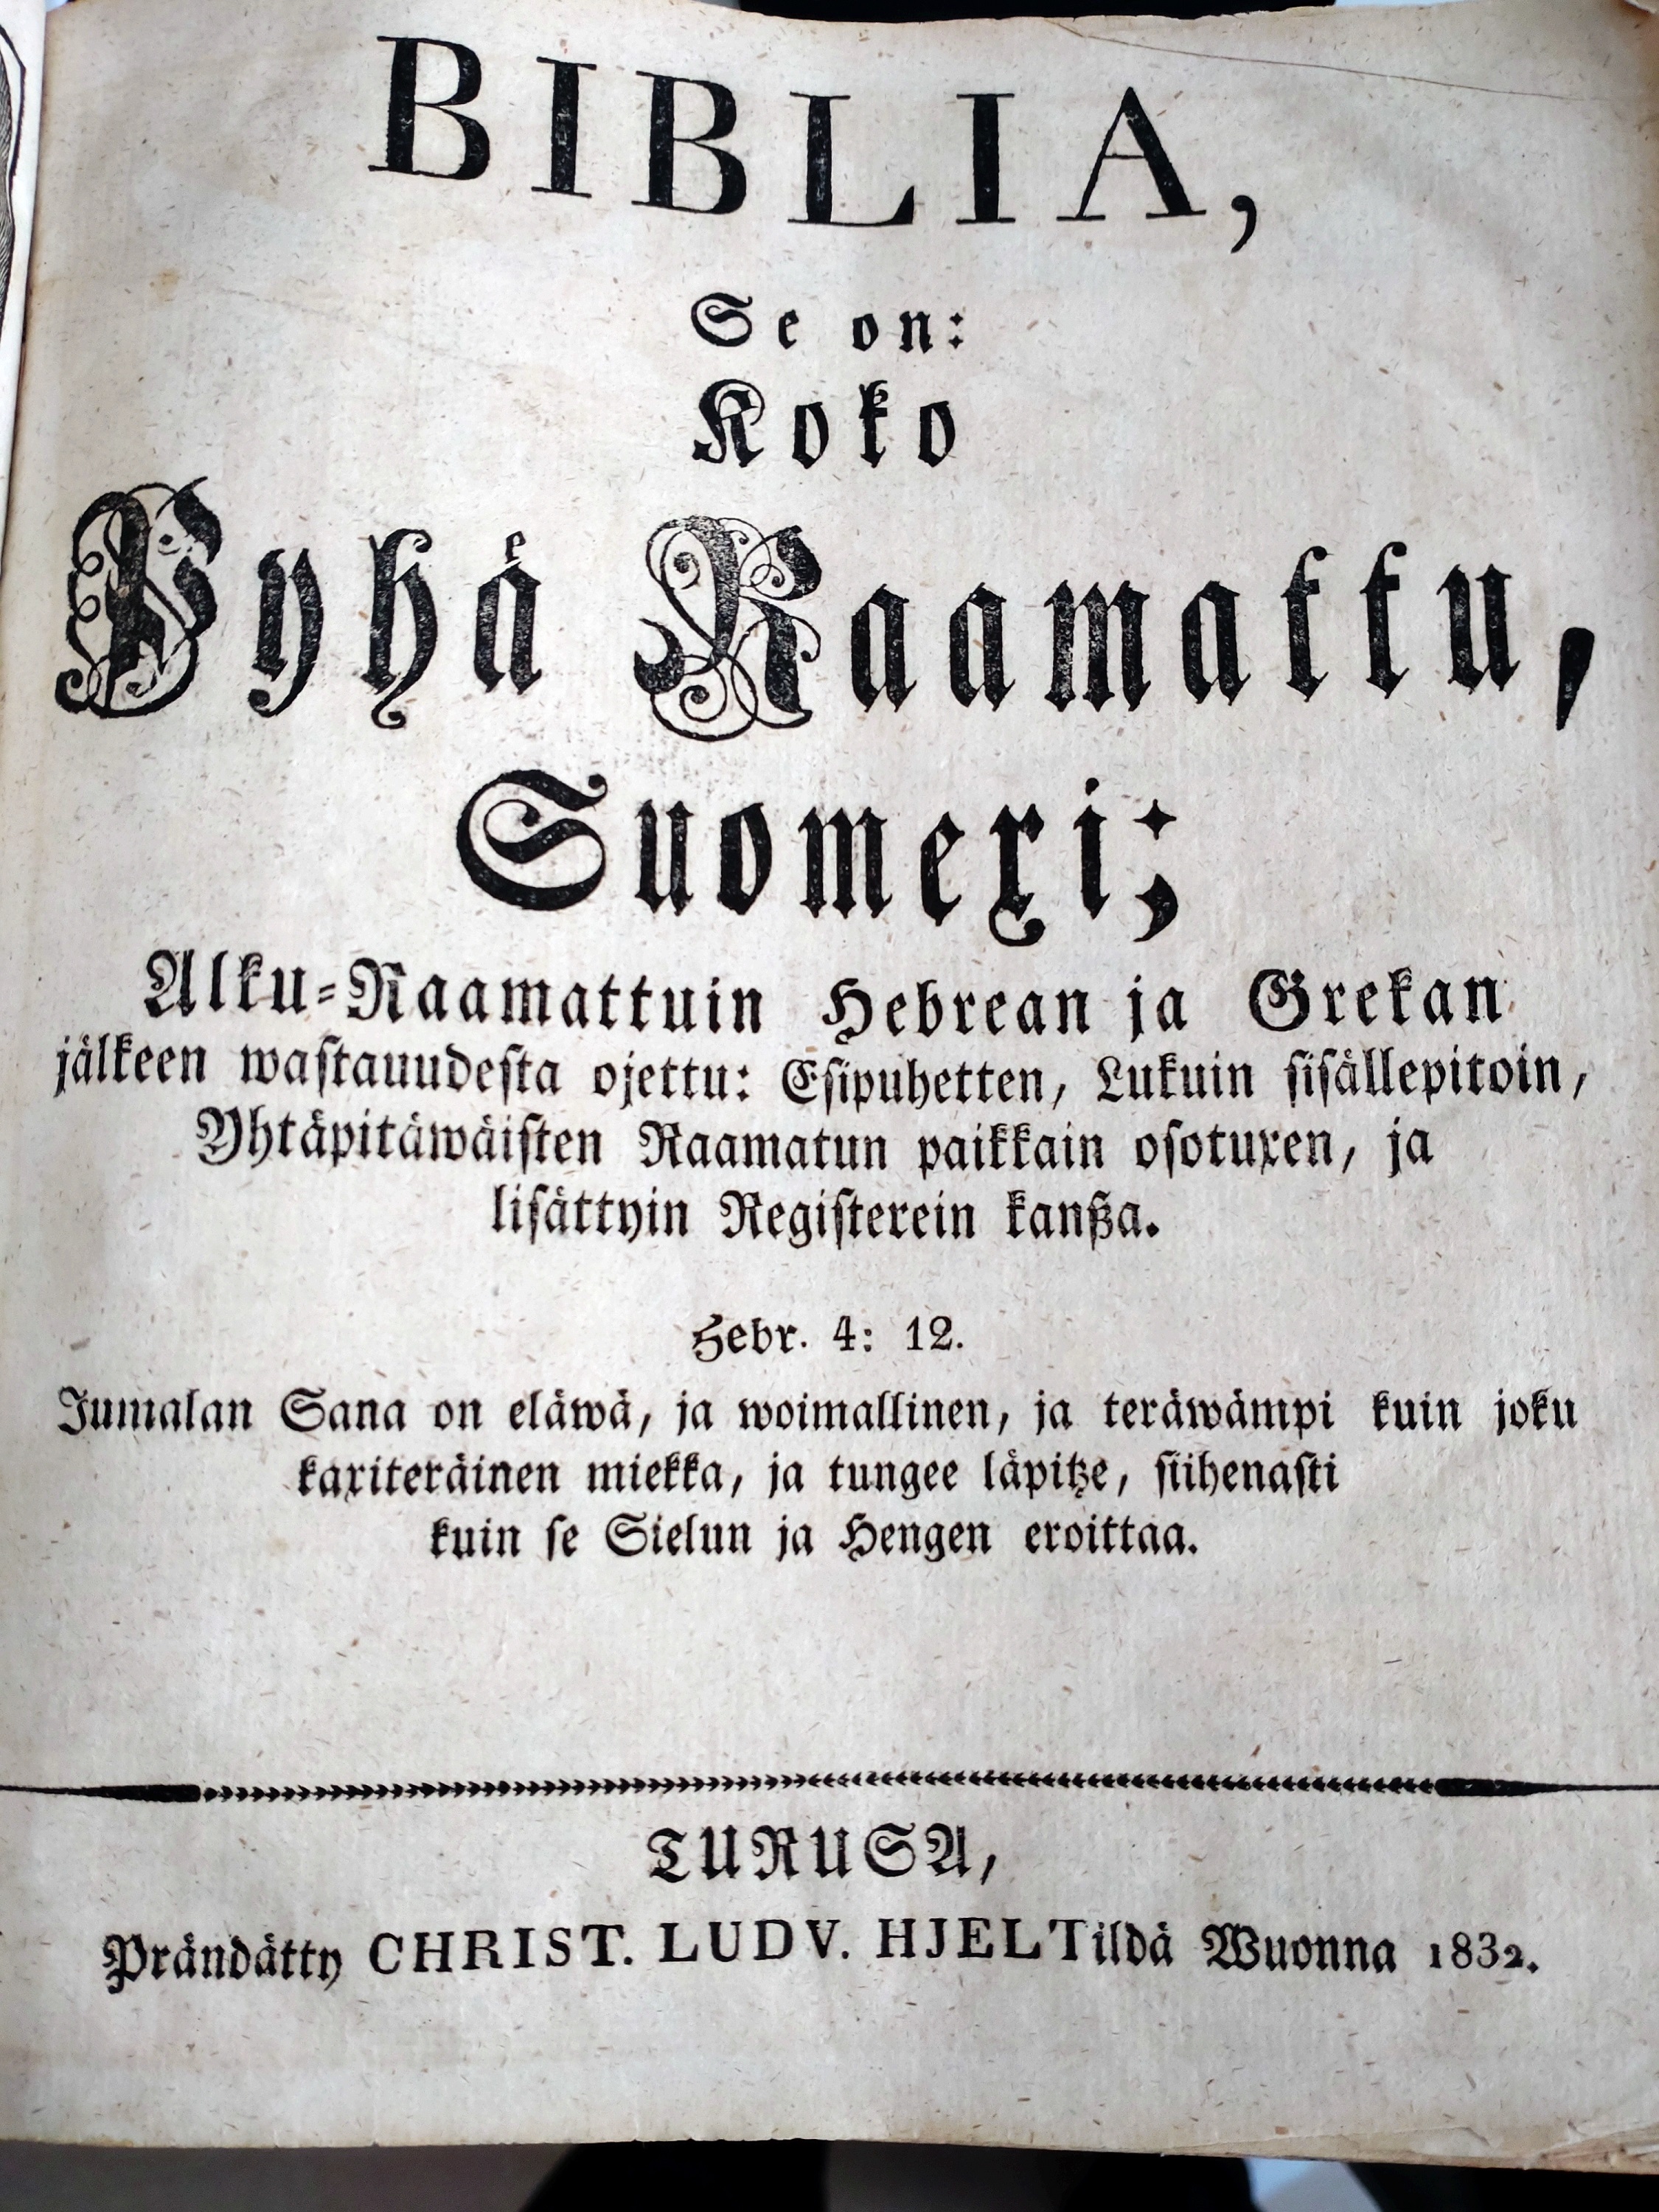 BIBLIA,
Se on:
Koko
Pyhä Raamattu,
Suomexi;
Alku-Raamattuin Hebrean ja Grekan
jälkeen wastauudesta ojettu: Esipuhetten, Lukuin sisällepitoin,
Yhtäpitäwäisten Raamatun paikkain osotuxen, ja
lisättyin Registerein kanßa.
Hebr. 4: 12.
Jumalan Sana on eläwä, ja woimallinen, ja teräwämpi kuin joku
kaxiteräinen miekka, ja tungee läpitze, siihenasti
kuin se Sielun ja Hengen eroittaa.
TURUSA,
Prändätty CHRIST. LUDV. HJELTildä Wuonna 1832.